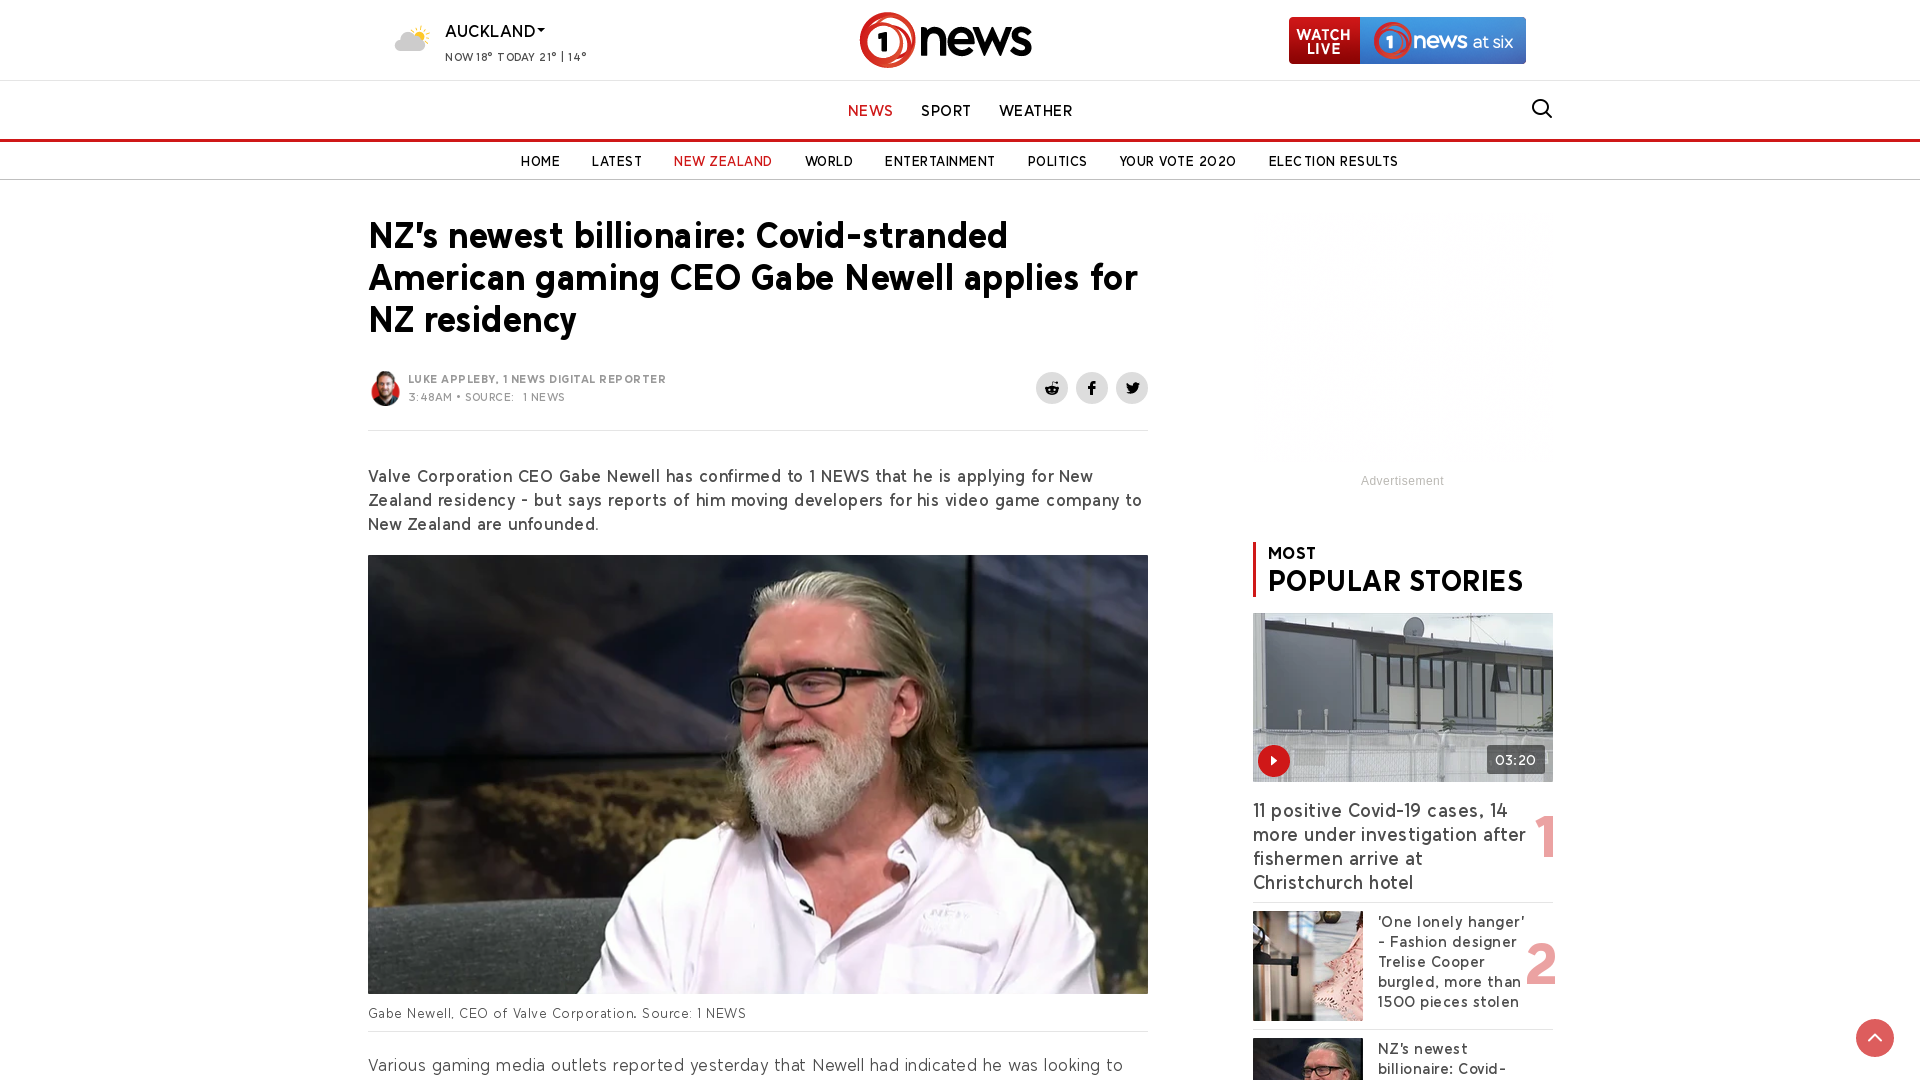 AUCKLAND
NOW 18° TODAY 21° | 14°
1 news
WATCH LIVE
1 news at six
NEWS SPORT WEATHER
HOME LATEST NEW ZEALAND WORLD ENTERTAINMENT POLITICS YOUR VOTE 2020 ELECTION RESULTS
NZ's newest billionaire: Covid-stranded
American gaming CEO Gabe Newell applies for
NZ residency
LUKE APPLEBY, 1 NEWS DIGITAL REPORTER
3:48AM • SOURCE: 1 NEWS
Valve Corporation CEO Gabe Newell has confirmed to 1 NEWS that he is applying for New
Zealand residency - but says reports of him moving developers for his video game company to
New Zealand are unfounded.
Gabe Newell, CEO of Valve Corporation. Source: 1 NEWS
Various gaming media outlets reported yesterday that Newell had indicated he was looking to
Advertisement
MOST
POPULAR STORIES
03:20
11 positive Covid-19 cases, 14
more under investigation after
fishermen arrive at
Christchurch hotel
1
'One lonely hanger'
- Fashion designer
Trelise Cooper
burgled, more than
1500 pieces stolen
2
NZ's newest
billionaire: Covid-